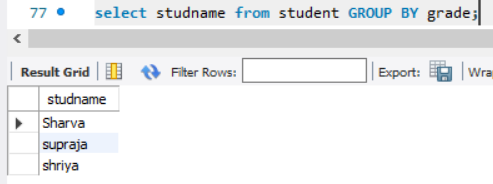 77 select studname from student GROUP BY grade;
Result Grid Filter Rows: Export: Wra
studname
Sharva
supraja
shriya